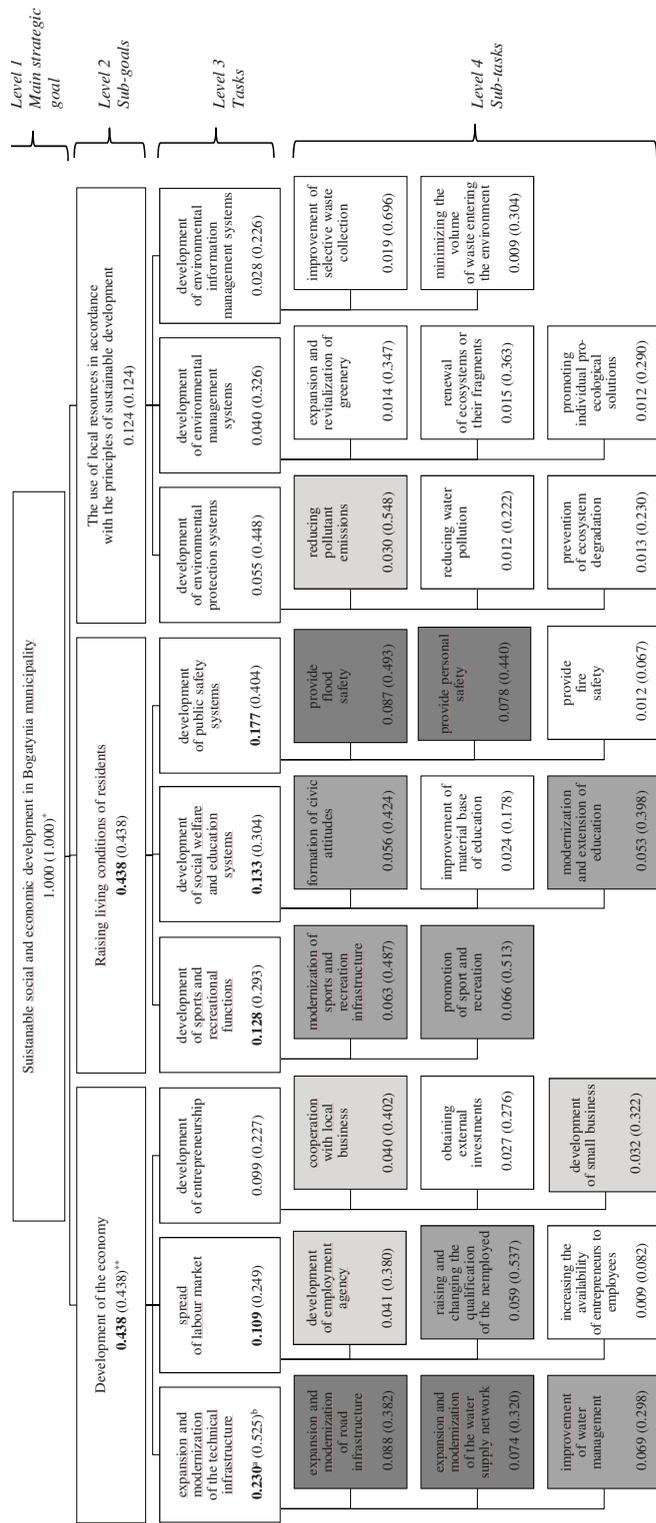 Level 1
Main strategic
goal
Suistanable social and economic development in Bogatynia municipality
1.000 (1.000)*
Level 2
Sub-goals
Development of the economy
0.438 (0.438)**
Raising living conditions of residents
0.438 (0.438)
The use of local resources in accordance
with the principles of sustainable development
0.124 (0.124)
Level 3
Tasks
expansion and
modernization
of the technical
infrastructure
0.230ᵃ (0.525)ᵇ
spread
of labour market
0.109 (0.249)
development
of entrepreneurship
0.099 (0.227)
development
of sports and
recreational
functions
0.128 (0.293)
development
of social welfare
and education
systems
0.133 (0.304)
development
of public safety
systems
0.177 (0.404)
development
of environmental
protection systems
0.055 (0.448)
development
of environmental
management
systems
0.040 (0.326)
development
of environmental
information
management systems
0.028 (0.226)
Level 4
Sub-tasks
expansion and
modernization
of road
infrastructure
0.088 (0.382)
development
of employment
agency
0.041 (0.380)
cooperation
with local
business
0.040 (0.402)
modernization of
sports and
recreation
infrastructure
0.063 (0.487)
formation of civic
attitudes
0.056 (0.424)
provide
flood
safety
0.087 (0.493)
reducing
pollutant
emissions
0.030 (0.548)
expansion and
revitalization of
greenery
0.014 (0.347)
improvement of
selective waste
collection
0.019 (0.696)
expansion and
modernization
of the water
supply network
0.074 (0.320)
raising and
changing the
qualification
of the nemployed
0.059 (0.537)
obtaining
external
investments
0.027 (0.276)
promotion
of sport and
recreation
0.066 (0.513)
improvement of
material base
of education
0.024 (0.178)
provide personal
safety
0.078 (0.440)
reducing water
pollution
0.012 (0.222)
renewal
of ecosystems or
their fragments
0.015 (0.363)
minimizing the
volume
of waste entering
the environment
0.009 (0.304)
improvement
of water
management
0.069 (0.298)
increasing the
availability
of entrepreneurs to
employees
0.009 (0.082)
development
of small business
0.032 (0.322)
modernization
and extension of
education
0.053 (0.398)
provide
fire
safety
0.012 (0.067)
prevention
of ecosystem
degradation
0.013 (0.230)
promoting
individual pro-
ecological
solutions
0.012 (0.290)